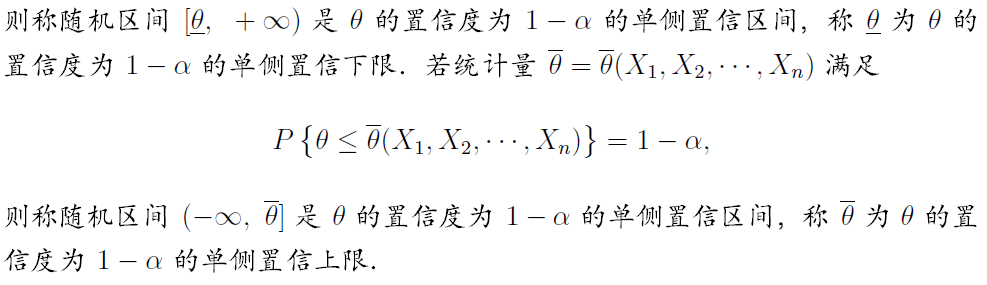 则称随机区间 [θ̲, +∞) 是 θ 的置信度为 1 − α 的单侧置信区间, 称 θ̲ 为 θ 的
置信度为 1 − α 的单侧置信下限. 若统计量 θ̅ = θ̅(X₁, X₂, ⋯, Xₙ) 满足
P {θ ≤ θ̅(X₁, X₂, ⋯, Xₙ)} = 1 − α,
则称随机区间 (−∞, θ̅] 是 θ 的置信度为 1 − α 的单侧置信区间, 称 θ̅ 为 θ 的置
信度为 1 − α 的单侧置信上限.